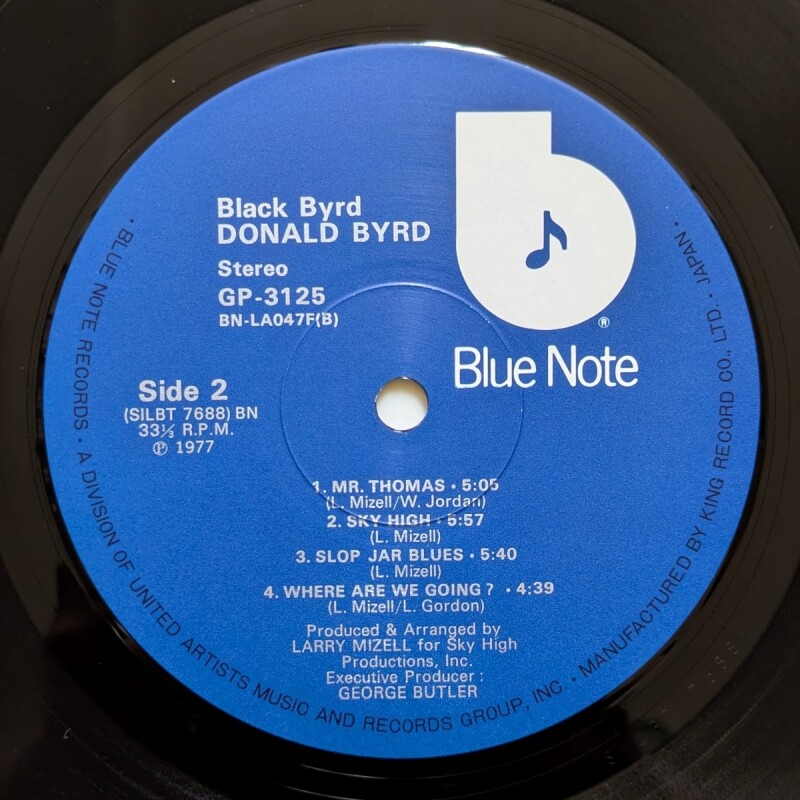 Black Byrd
DONALD BYRD
Stereo
GP-3125
BN-LA047F(B)
®
Blue Note
Side 2
(SILBT 7688) BN
33⅓ R.P.M.
℗ 1977
1. MR. THOMAS · 5:05
(L. Mizell/W. Jordan)
2. SKY HIGH · 5:57
(L. Mizell)
3. SLOP JAR BLUES · 5:40
(L. Mizell)
4. WHERE ARE WE GOING? · 4:39
(L. Mizell/L. Gordon)
Produced & Arranged by
LARRY MIZELL for Sky High
Productions, Inc.
Executive Producer :
GEORGE BUTLER
· BLUE NOTE RECORDS · A DIVISION OF UNITED ARTISTS MUSIC AND RECORDS GROUP, INC. · MANUFACTURED BY KING RECORD CO., LTD. · JAPAN ·